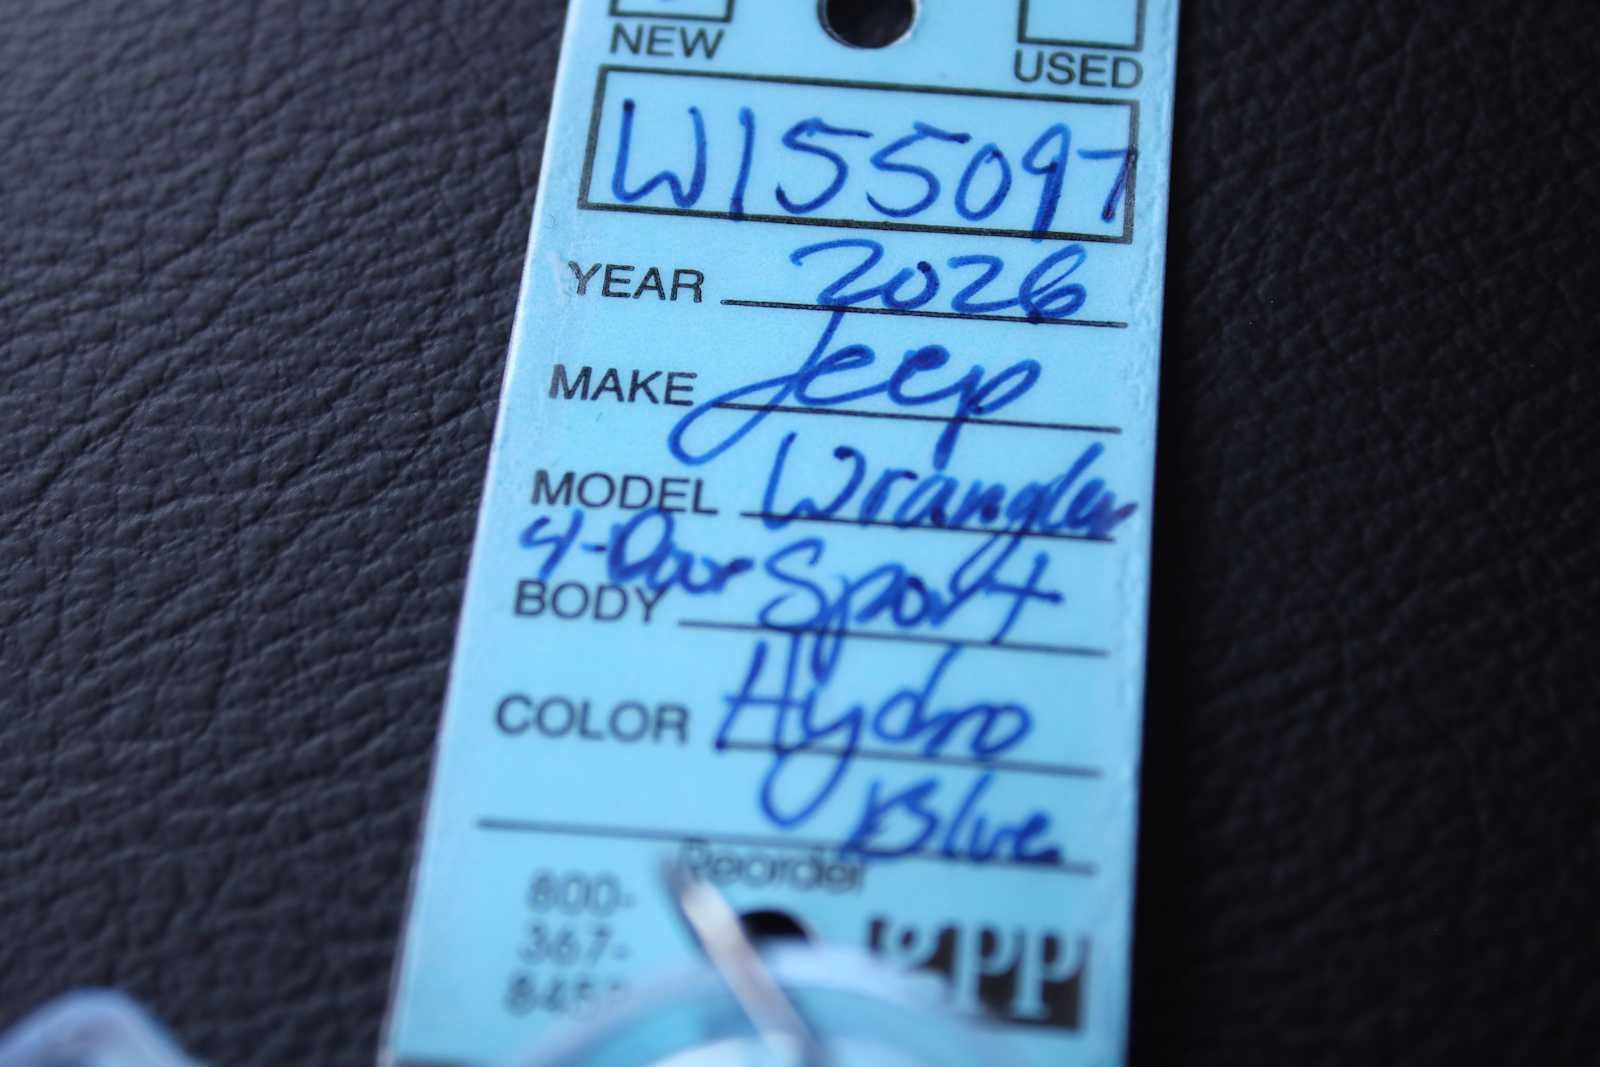 NEW USED
W155097
YEAR 2026
MAKE Jeep
MODEL Wrangler
4-Door
BODY Sport
COLOR Hydro
Blue
Reorder
800-
367-